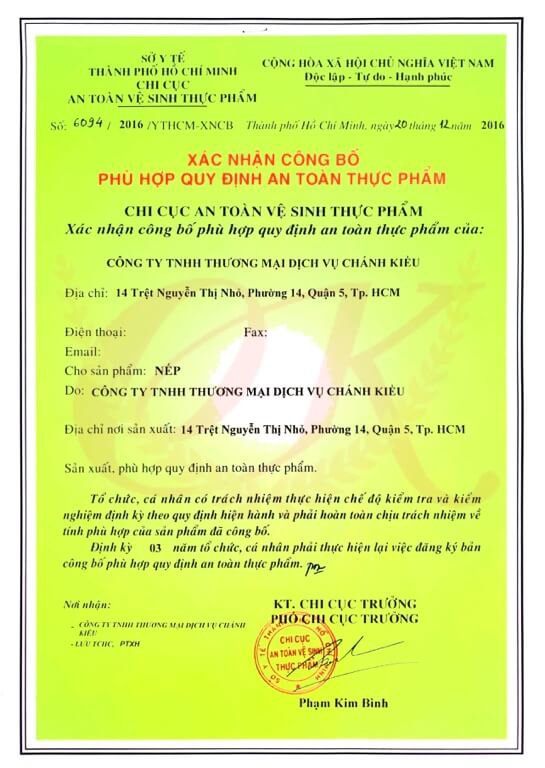 SỞ Y TẾ
THÀNH PHỐ HỒ CHÍ MINH
CHI CỤC
AN TOÀN VỆ SINH THỰC PHẨM
CỘNG HÒA XÃ HỘI CHỦ NGHĨA VIỆT NAM
Độc lập - Tự do - Hạnh phúc
Số: 6094 / 2016 /YTHCM-XNCB
Thành phố Hồ Chí Minh, ngày 20 tháng 12 năm 2016
XÁC NHẬN CÔNG BỐ
PHÙ HỢP QUY ĐỊNH AN TOÀN THỰC PHẨM
CHI CỤC AN TOÀN VỆ SINH THỰC PHẨM
Xác nhận công bố phù hợp quy định an toàn thực phẩm của:
CÔNG TY TNHH THƯƠNG MẠI DỊCH VỤ CHÁNH KIỀU
Địa chỉ: 14 Trệt Nguyễn Thị Nhỏ, Phường 14, Quận 5, Tp. HCM
Điện thoại: Fax:
Email:
Cho sản phẩm: NẾP
Do: CÔNG TY TNHH THƯƠNG MẠI DỊCH VỤ CHÁNH KIỀU
Địa chỉ nơi sản xuất: 14 Trệt Nguyễn Thị Nhỏ, Phường 14, Quận 5, Tp. HCM
Sản xuất, phù hợp quy định an toàn thực phẩm.
Tổ chức, cá nhân có trách nhiệm thực hiện chế độ kiểm tra và kiểm
nghiệm định kỳ theo quy định hiện hành và phải hoàn toàn chịu trách nhiệm về
tính phù hợp của sản phẩm đã công bố.
Định kỳ 03 năm tổ chức, cá nhân phải thực hiện lại việc đăng ký bản
công bố phù hợp quy định an toàn thực phẩm.
Nơi nhận:
- CÔNG TY TNHH THƯƠNG MẠI DỊCH VỤ CHÁNH
KIỀU
- LƯU TCHC, PTXH
KT. CHI CỤC TRƯỞNG
PHÓ CHI CỤC TRƯỞNG
CHI CỤC
AN TOÀN VỆ SINH
THỰC PHẨM
Phạm Kim Bình